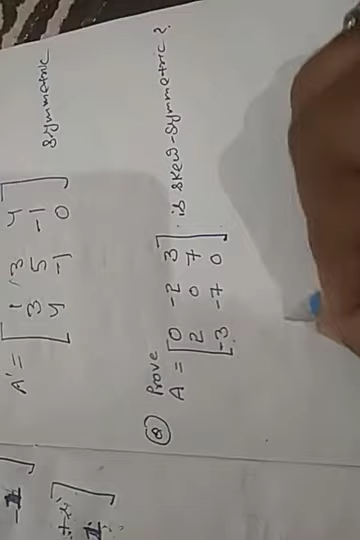 A' = [ 1 3 4
3 5 -1
4 -1 0 ] symmetric
Q) Prove
A = [ 0 -2 3
2 0 7
-3 -7 0 ] is skew-symmetric?